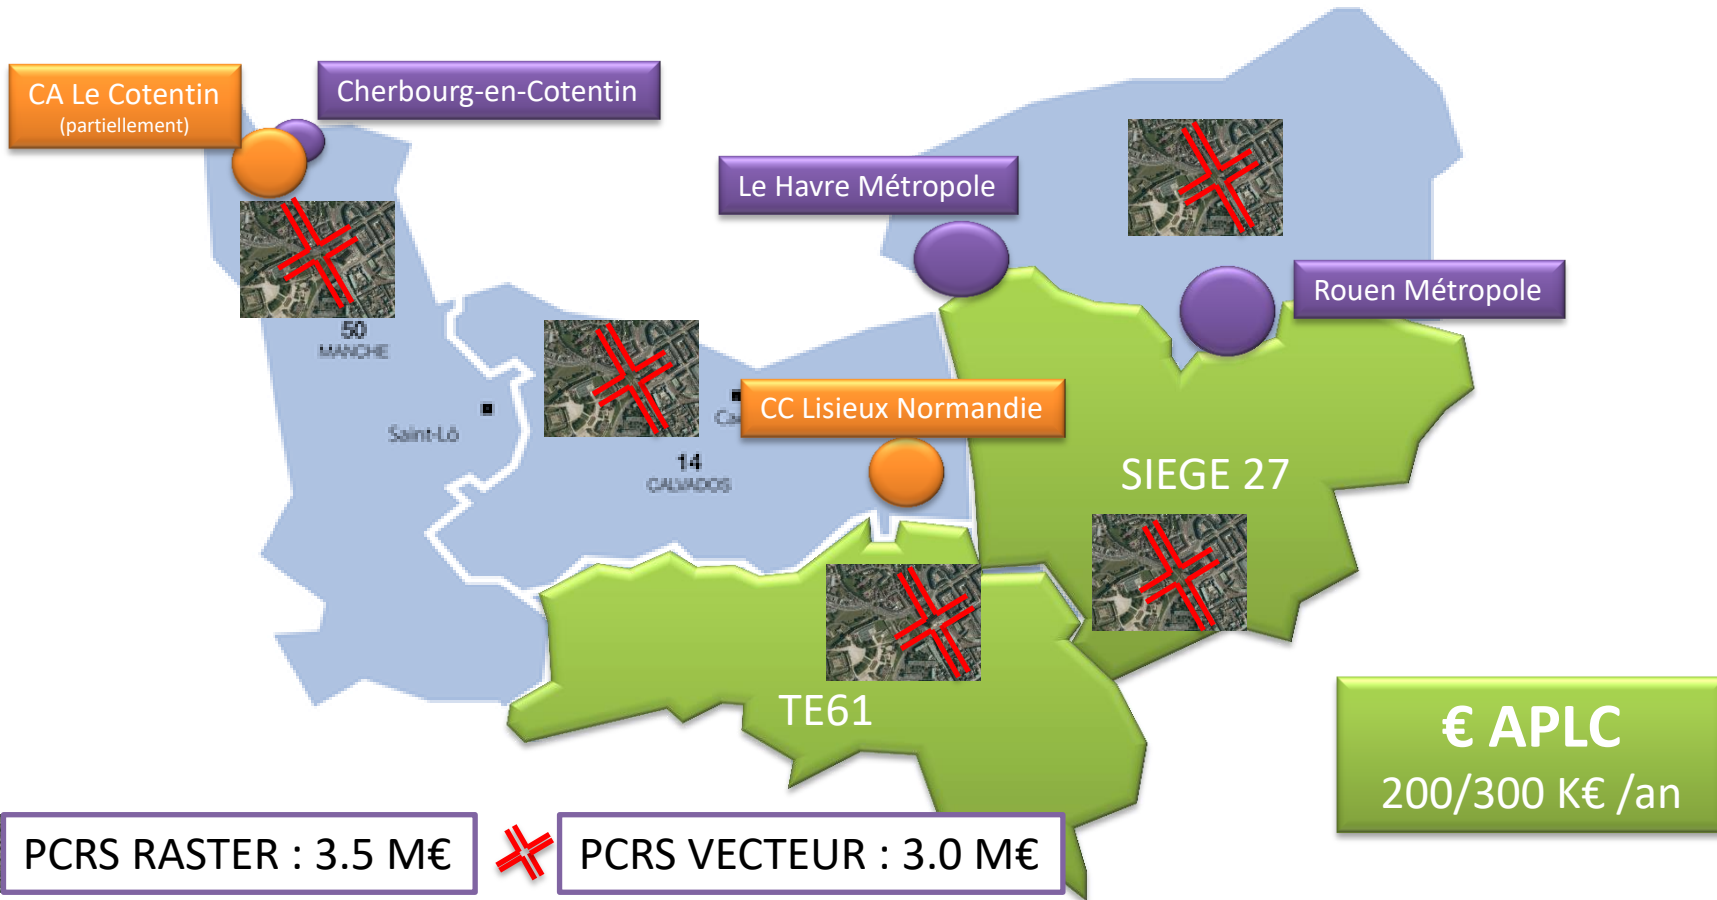 CA Le Cotentin
(partiellement)
Cherbourg-en-Cotentin
Le Havre Métropole
Rouen Métropole
50
MANCHE
Saint-Lô
CC Lisieux Normandie
14
CALVADOS
SIEGE 27
TE61
€ APLC
200/300 K€ /an
PCRS RASTER : 3.5 M€
PCRS VECTEUR : 3.0 M€